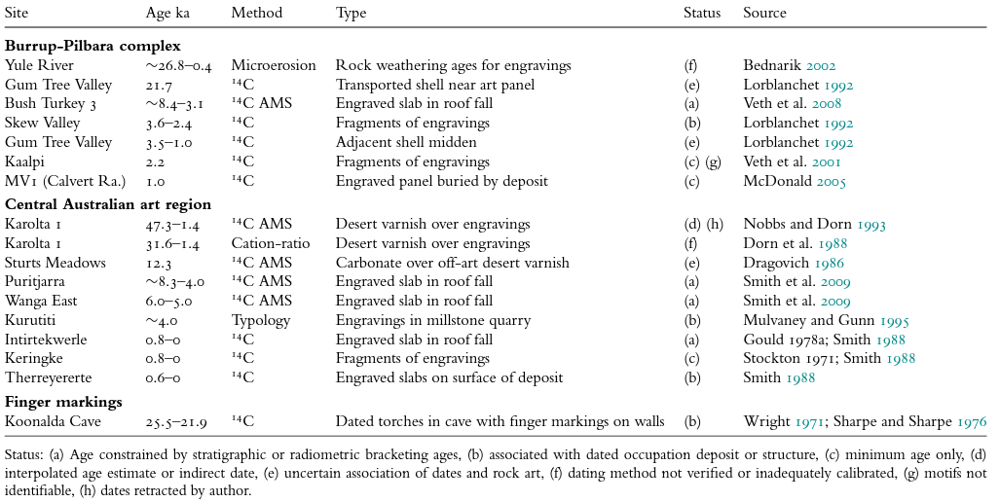 Site Age ka Method Type Status Source
Burrup-Pilbara complex
Yule River ~26.8–0.4 Microerosion Rock weathering ages for engravings (f) Bednarik 2002
Gum Tree Valley 21.7 ¹⁴C Transported shell near art panel (e) Lorblanchet 1992
Bush Turkey 3 ~8.4–3.1 ¹⁴C AMS Engraved slab in roof fall (a) Veth et al. 2008
Skew Valley 3.6–2.4 ¹⁴C Fragments of engravings (b) Lorblanchet 1992
Gum Tree Valley 3.5–1.0 ¹⁴C Adjacent shell midden (e) Lorblanchet 1992
Kaalpi 2.2 ¹⁴C Fragments of engravings (c) (g) Veth et al. 2001
MV1 (Calvert Ra.) 1.0 ¹⁴C Engraved panel buried by deposit (c) McDonald 2005
Central Australian art region
Karolta 1 47.3–1.4 ¹⁴C AMS Desert varnish over engravings (d) (h) Nobbs and Dorn 1993
Karolta 1 31.6–1.4 Cation-ratio Desert varnish over engravings (f) Dorn et al. 1988
Sturts Meadows 12.3 ¹⁴C AMS Carbonate over off-art desert varnish (e) Dragovich 1986
Puritjarra ~8.3–4.0 ¹⁴C AMS Engraved slab in roof fall (a) Smith et al. 2009
Wanga East 6.0–5.0 ¹⁴C AMS Engraved slab in roof fall (a) Smith et al. 2009
Kurutiti ~4.0 Typology Engravings in millstone quarry (b) Mulvaney and Gunn 1995
Intirtekwerle 0.8–0 ¹⁴C Engraved slab in roof fall (a) Gould 1978a; Smith 1988
Keringke 0.8–0 ¹⁴C Fragments of engravings (c) Stockton 1971; Smith 1988
Therreyererte 0.6–0 ¹⁴C Engraved slabs on surface of deposit (b) Smith 1988
Finger markings
Koonalda Cave 25.5–21.9 ¹⁴C Dated torches in cave with finger markings on walls (b) Wright 1971; Sharpe and Sharpe 1976
Status: (a) Age constrained by stratigraphic or radiometric bracketing ages, (b) associated with dated occupation deposit or structure, (c) minimum age only, (d)
interpolated age estimate or indirect date, (e) uncertain association of dates and rock art, (f) dating method not verified or inadequately calibrated, (g) motifs not
identifiable, (h) dates retracted by author.